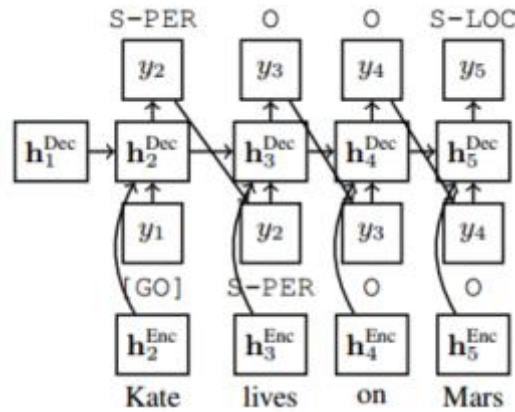 S-PER O O S-LOC
y₂ y₃ y₄ y₅
h₁ᴰᵉᶜ h₂ᴰᵉᶜ h₃ᴰᵉᶜ h₄ᴰᵉᶜ h₅ᴰᵉᶜ
y₁ y₂ y₃ y₄
[GO] S-PER O O
h₂ᴱⁿᶜ h₃ᴱⁿᶜ h₄ᴱⁿᶜ h₅ᴱⁿᶜ
Kate lives on Mars